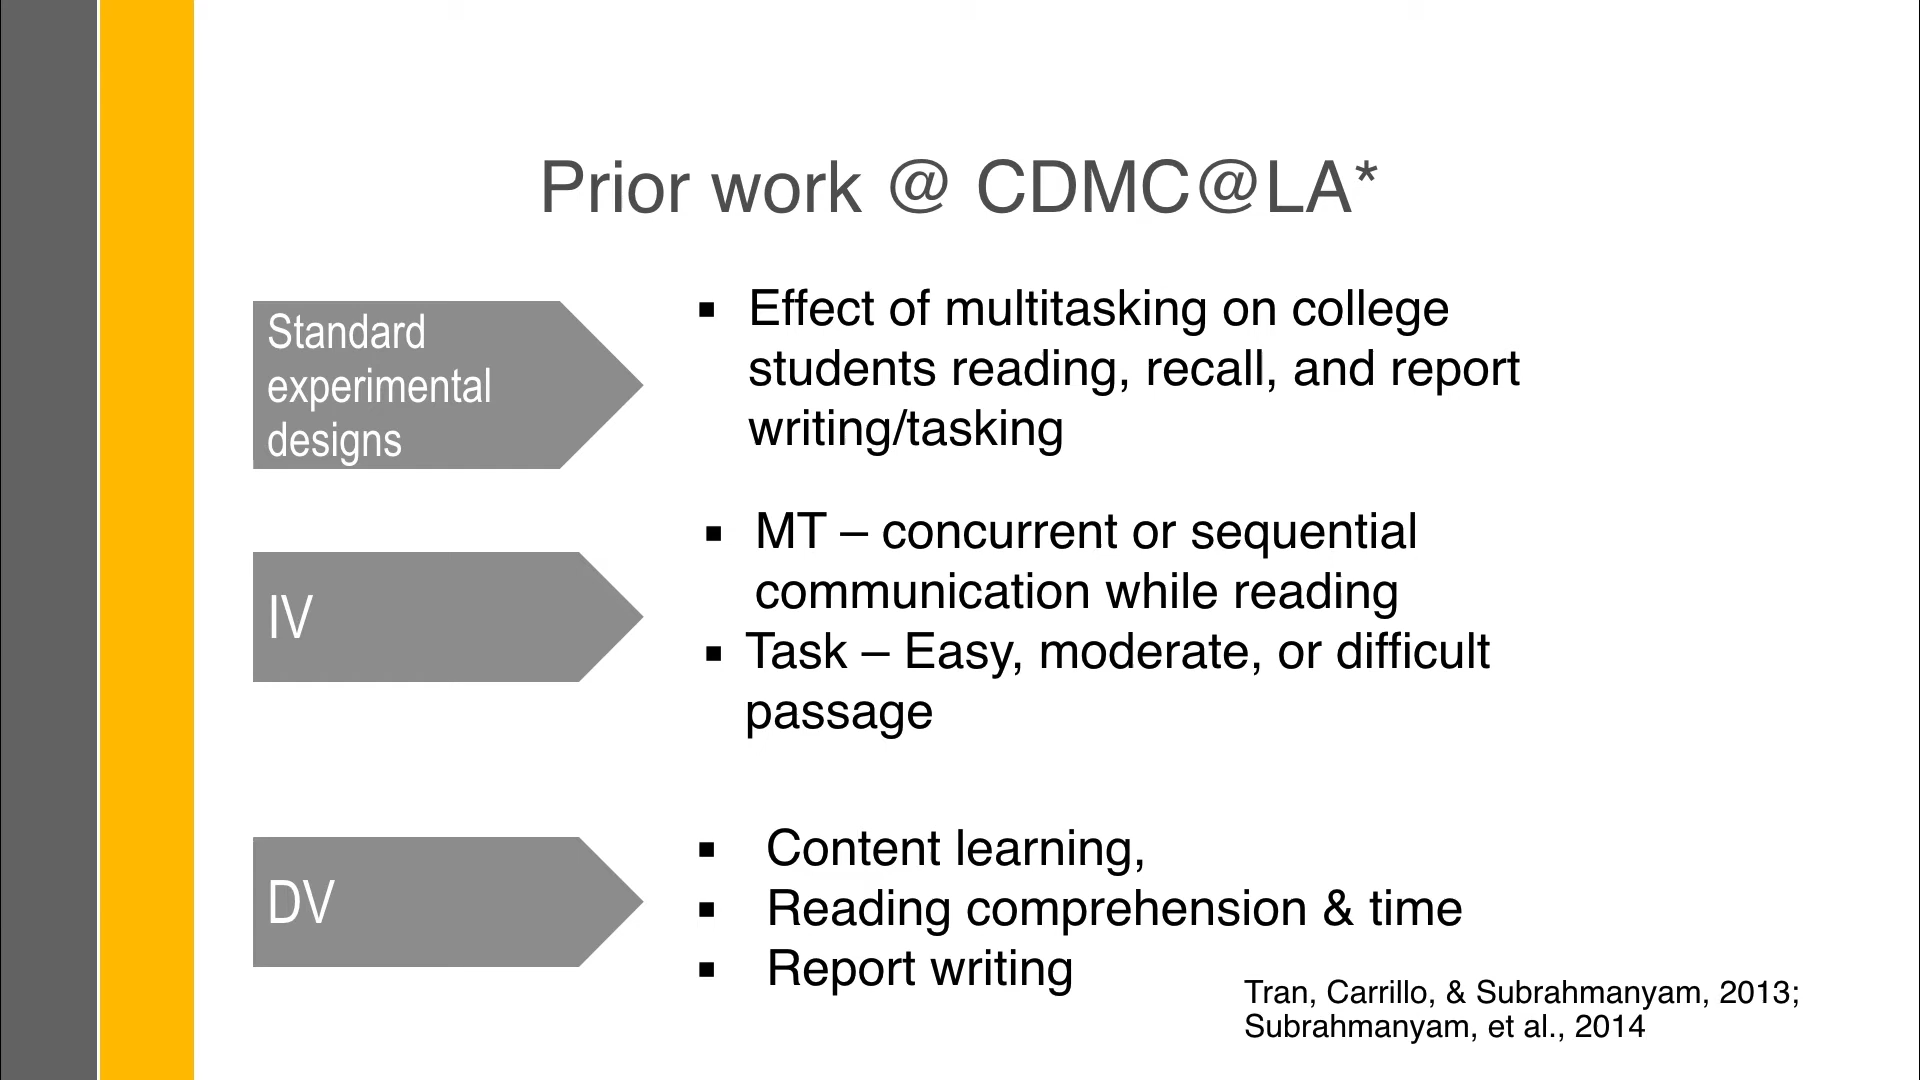 Prior work @ CDMC@LA*
Standard
experimental
designs
▪ Effect of multitasking on college
students reading, recall, and report
writing/tasking
IV
▪ MT – concurrent or sequential
communication while reading
▪ Task – Easy, moderate, or difficult
passage
DV
▪ Content learning,
▪ Reading comprehension & time
▪ Report writing
Tran, Carrillo, & Subrahmanyam, 2013;
Subrahmanyam, et al., 2014